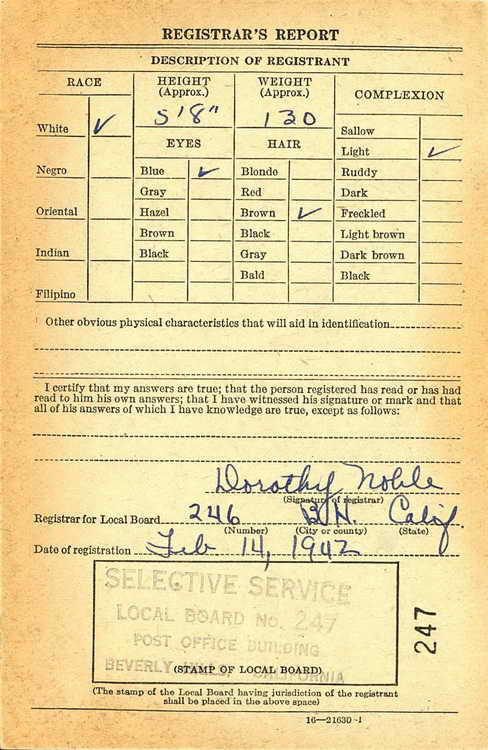 REGISTRAR'S REPORT
DESCRIPTION OF REGISTRANT
RACE
HEIGHT (Approx.)
WEIGHT (Approx.)
COMPLEXION
5'8"
130
White ✓
EYES
HAIR
Sallow
Light ✓
Negro
Blue ✓
Blonde
Ruddy
Gray
Red
Dark
Oriental
Hazel
Brown ✓
Freckled
Brown
Black
Light brown
Indian
Black
Gray
Dark brown
Bald
Black
Filipino
Other obvious physical characteristics that will aid in identification
I certify that my answers are true; that the person registered has read or has had
read to him his own answers; that I have witnessed his signature or mark and that
all of his answers of which I have knowledge are true, except as follows:
Dorothy Noble
(Signature of registrar)
Registrar for Local Board 246 B.H. Calif.
(Number) (City or county) (State)
Date of registration Feb 14, 1942
SELECTIVE SERVICE
LOCAL BOARD No. 247
POST OFFICE BUILDING
BEVERLY HILLS, CALIFORNIA
(STAMP OF LOCAL BOARD)
247
(The stamp of the Local Board having jurisdiction of the registrant
shall be placed in the above space)
16—21630-1